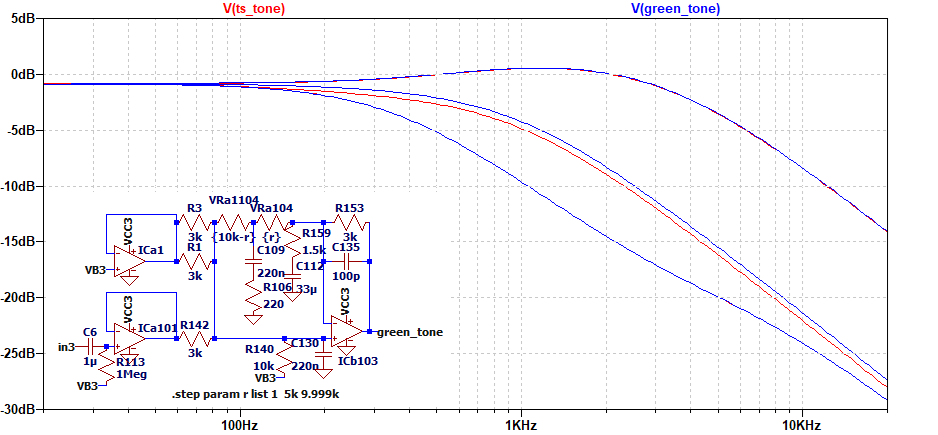 V(ts_tone) V(green_tone)
5dB
0dB
-5dB
-10dB
-15dB
-20dB
-25dB
-30dB
100Hz 1KHz 10KHz
VRa1104 VRa104
R3 R153
3k {10k-r} {r} 3k
R159
1.5k
VCC3
ICa1
R1
3k
VB3
C109
220n
C112
33µ
C135
100p
R106
220
VCC3
ICa101
R142
3k
C6
in3
1µ
R113
1Meg
VB3
VCC3
green_tone
ICb103
R140
10k
VB3
C130
220n
.step param r list 1 5k 9.999k